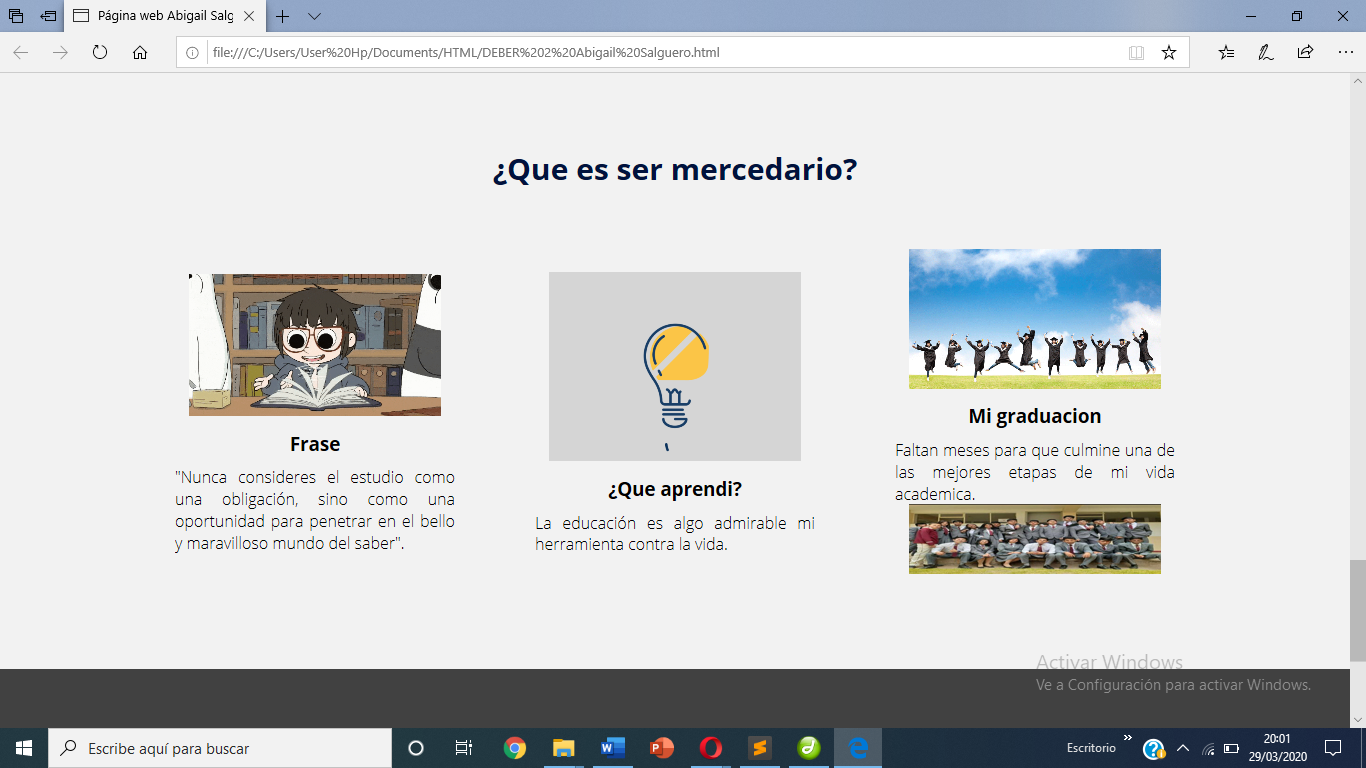 Página web Abigail Salg
file:///C:/Users/User%20Hp/Documents/HTML/DEBER%202%20Abigail%20Salguero.html
¿Que es ser mercedario?
Frase
"Nunca consideres el estudio como
una obligación, sino como una
oportunidad para penetrar en el bello
y maravilloso mundo del saber".
¿Que aprendi?
La educación es algo admirable mi
herramienta contra la vida.
Mi graduacion
Faltan meses para que culmine una de
las mejores etapas de mi vida
academica.
Activar Windows
Ve a Configuración para activar Windows.
Escribe aquí para buscar
Escritorio
20:01
29/03/2020